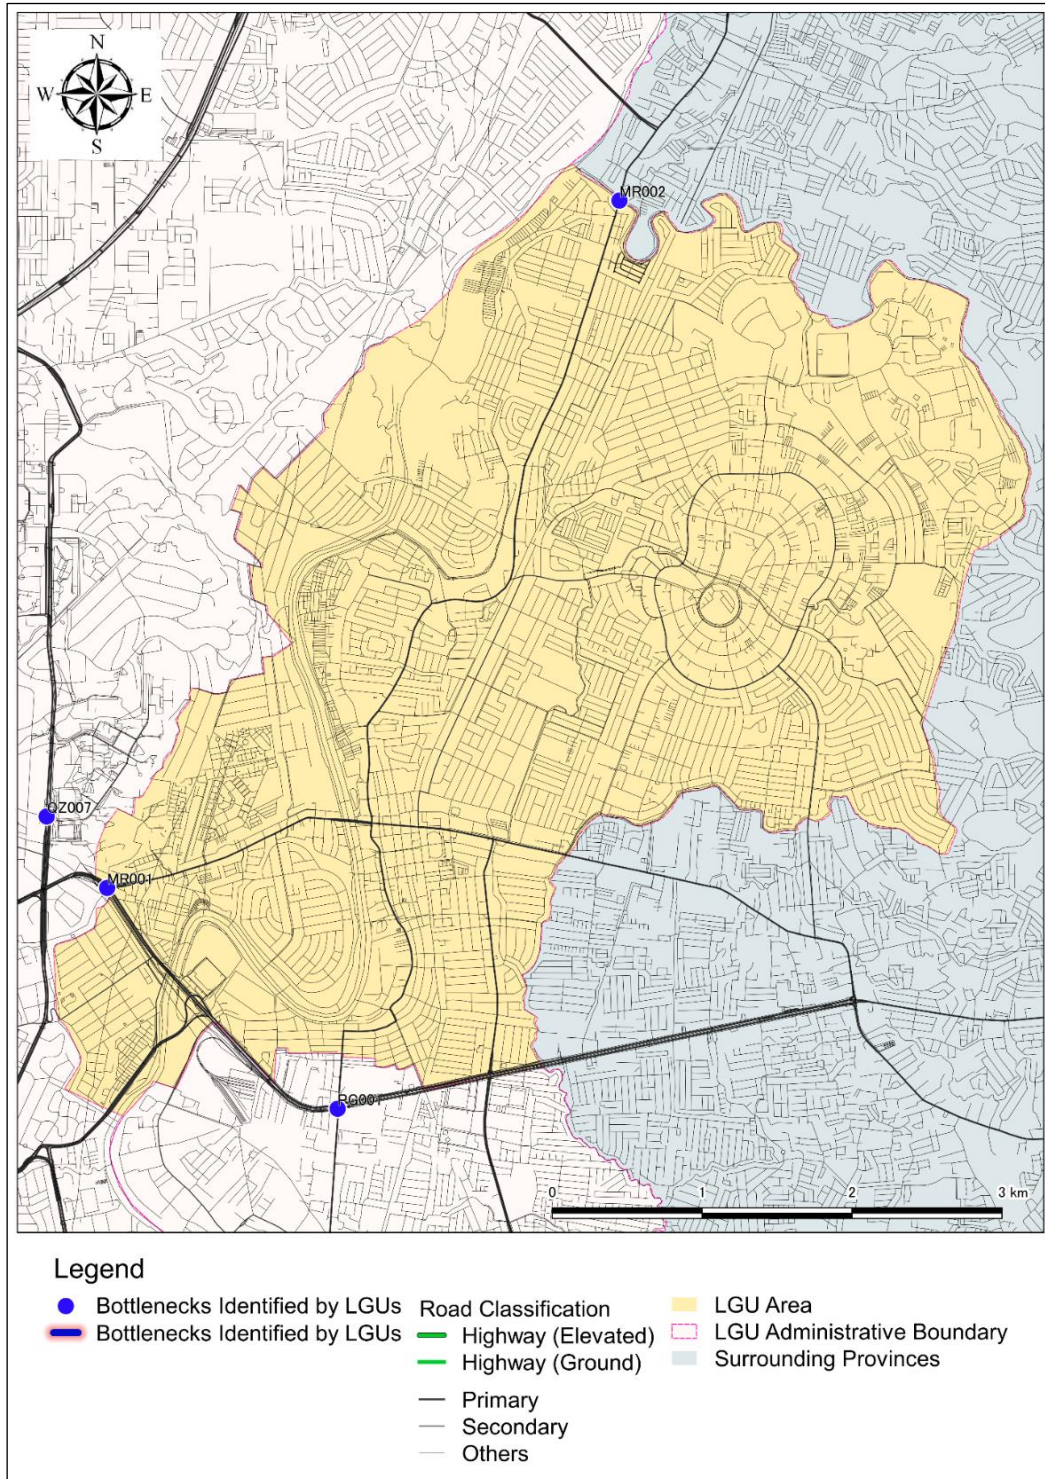 N
W E
S
MR002
QZ007
MR001
RG001
0 1 2 3 km
Legend
Bottlenecks Identified by LGUs
Bottlenecks Identified by LGUs
Road Classification
Highway (Elevated)
Highway (Ground)
Primary
Secondary
Others
LGU Area
LGU Administrative Boundary
Surrounding Provinces